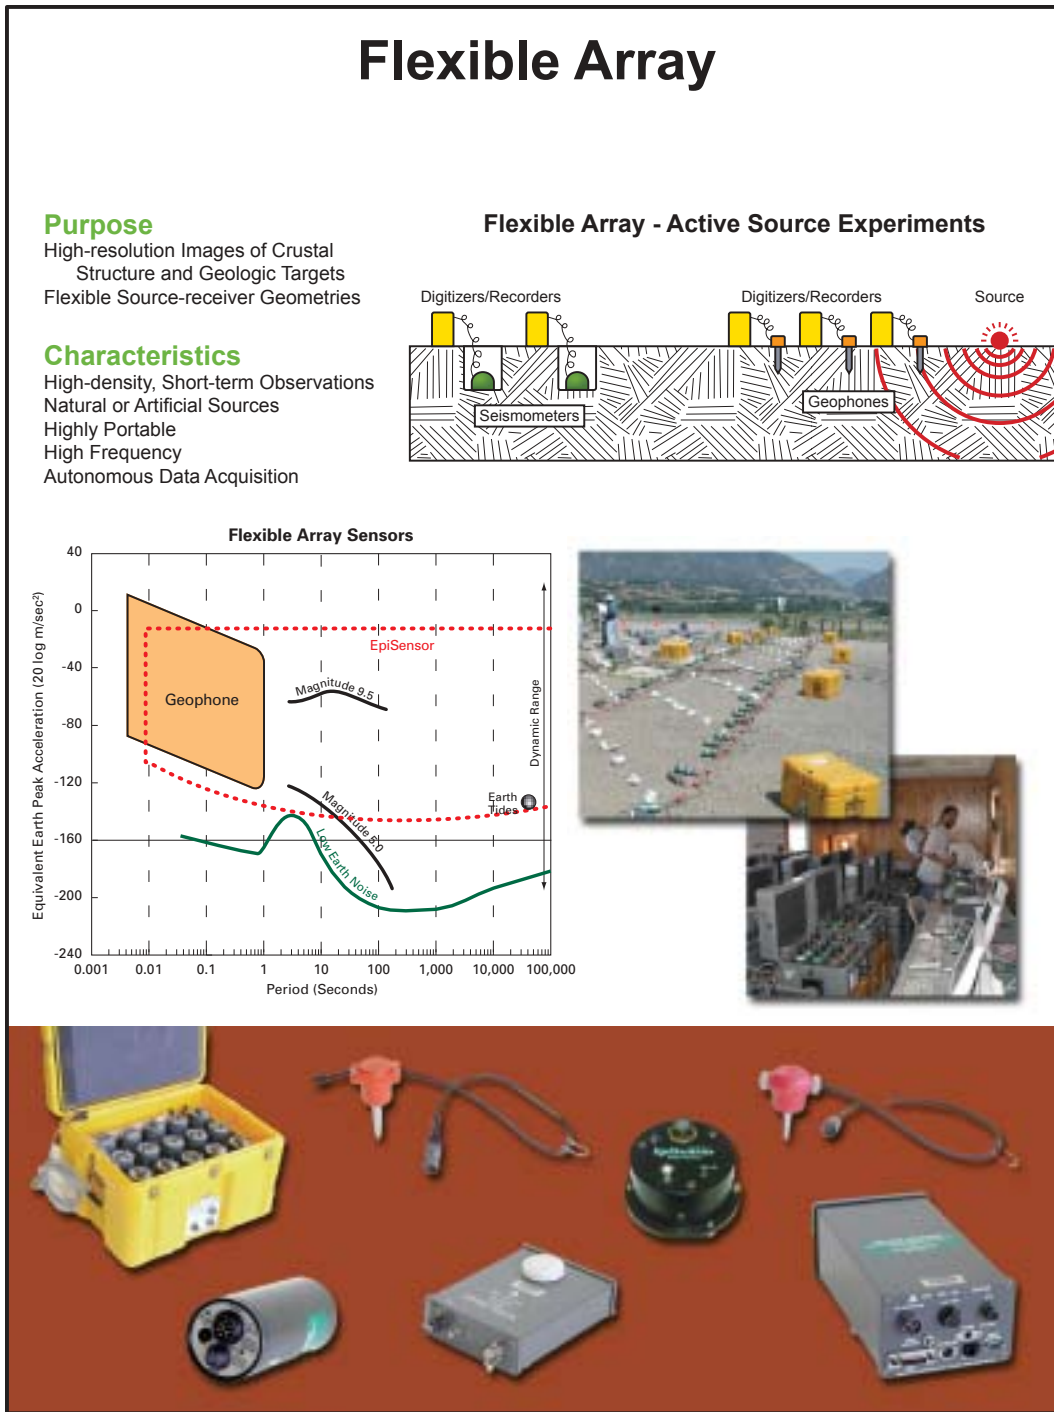 Flexible Array
Purpose
High-resolution Images of Crustal
Structure and Geologic Targets
Flexible Source-receiver Geometries
Characteristics
High-density, Short-term Observations
Natural or Artificial Sources
Highly Portable
High Frequency
Autonomous Data Acquisition
Flexible Array - Active Source Experiments
Digitizers/Recorders
Digitizers/Recorders
Source
Seismometers
Geophones
Flexible Array Sensors
Equivalent Earth Peak Acceleration (20 log m/sec²)
40
0
-40
-80
-120
-160
-200
-240
EpiSensor
Geophone
Magnitude 9.5
Magnitude 5.0
Low Earth Noise
Earth
Tides
Dynamic Range
0.001
0.01
0.1
1
10
100
1,000
10,000
100,000
Period (Seconds)